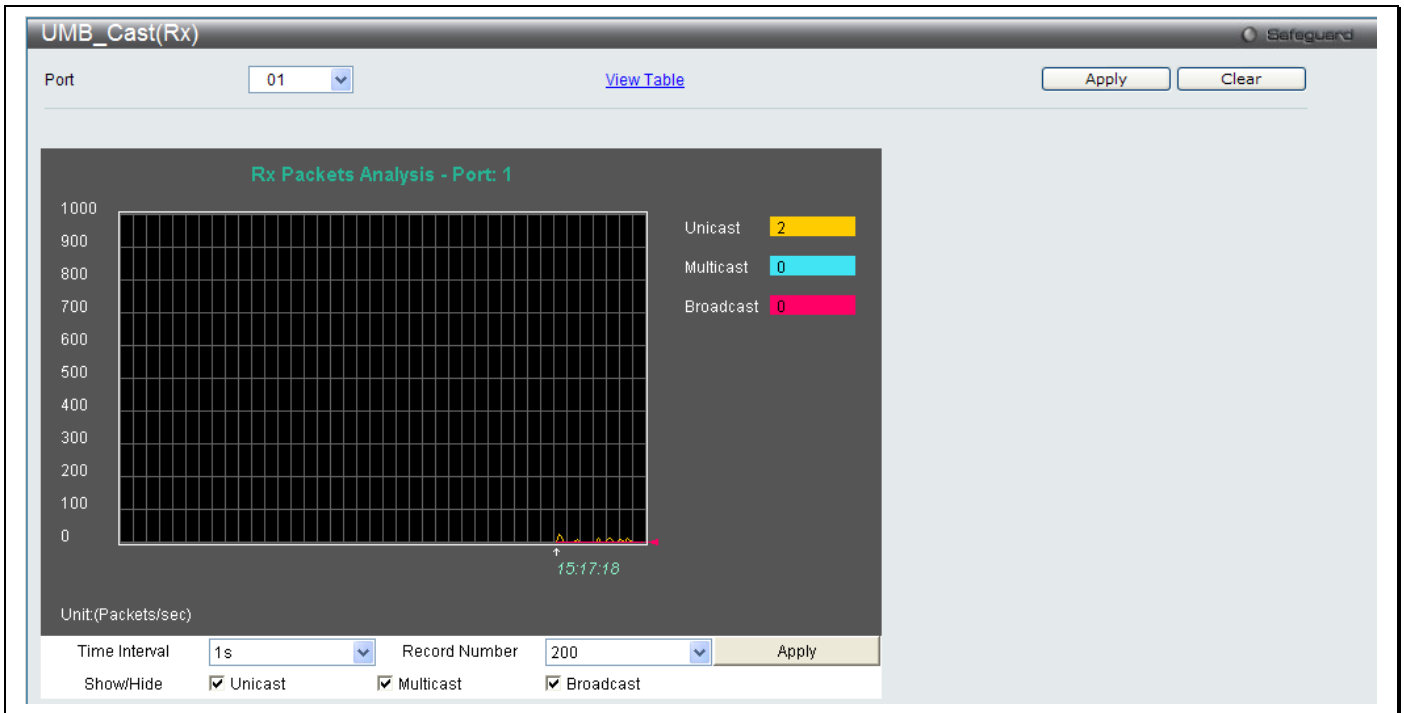 UMB_Cast(Rx)
Safeguard
Port 01 View Table Apply Clear
Rx Packets Analysis - Port: 1
1000
900
800
700
600
500
400
300
200
100
0
Unicast 2
Multicast 0
Broadcast 0
15:17:18
Unit:(Packets/sec)
Time Interval 1s Record Number 200 Apply
Show/Hide Unicast Multicast Broadcast